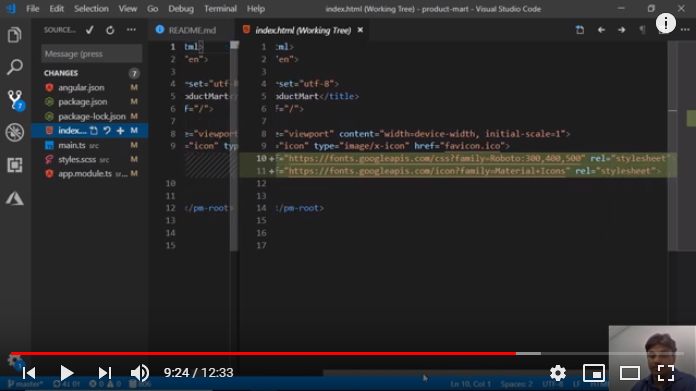 File Edit Selection View Go Debug Terminal Help
index.html (Working Tree) - product-mart - Visual Studio Code
SOURCE...
Message (press
CHANGES 7
angular.json M
package.json M
package-lock.json M
index.... M
main.ts src M
styles.scss src M
app.module.ts src... M
7
README.md
index.html (Working Tree)
1 tml>
2 "en">
3
4 rset="utf-8
5 oductMart</
6 f="/">
7
8 e="viewport
9 ="icon" typ
10
11
12 </pm-root>
13
14
15
1 tml>
2 "en">
3
4 rset="utf-8">
5 oductMart</title>
6 f="/">
7
8 e="viewport" content="width=device-width, initial-scale=1">
9 ="icon" type="image/x-icon" href="favicon.ico">
10+ f="https://fonts.googleapis.com/css?family=Roboto:300,400,500" rel="stylesheet"
11+ f="https://fonts.googleapis.com/icon?family=Material+Icons" rel="stylesheet">
12
13
14 </pm-root>
15
16
17
9:24 / 12:33
master*
Ln 10, Col 1 Spaces: 2 UTF-8 LF